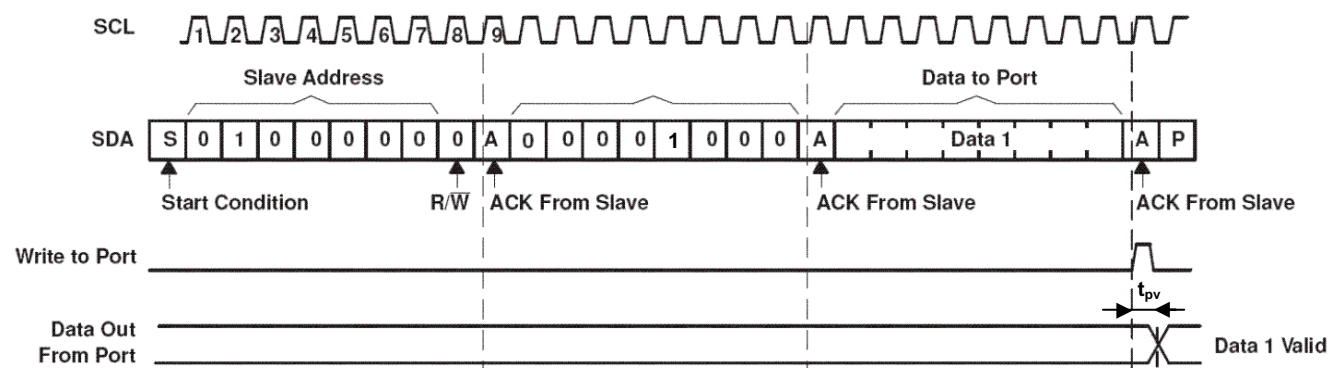 SCL 1 2 3 4 5 6 7 8 9
Slave Address Data to Port
SDA S 0 1 0 0 0 0 0 0 A 0 0 0 0 1 0 0 0 A Data 1 A P
Start Condition R/W̅ ACK From Slave ACK From Slave ACK From Slave
Write to Port
tpv
Data Out
From Port
Data 1 Valid